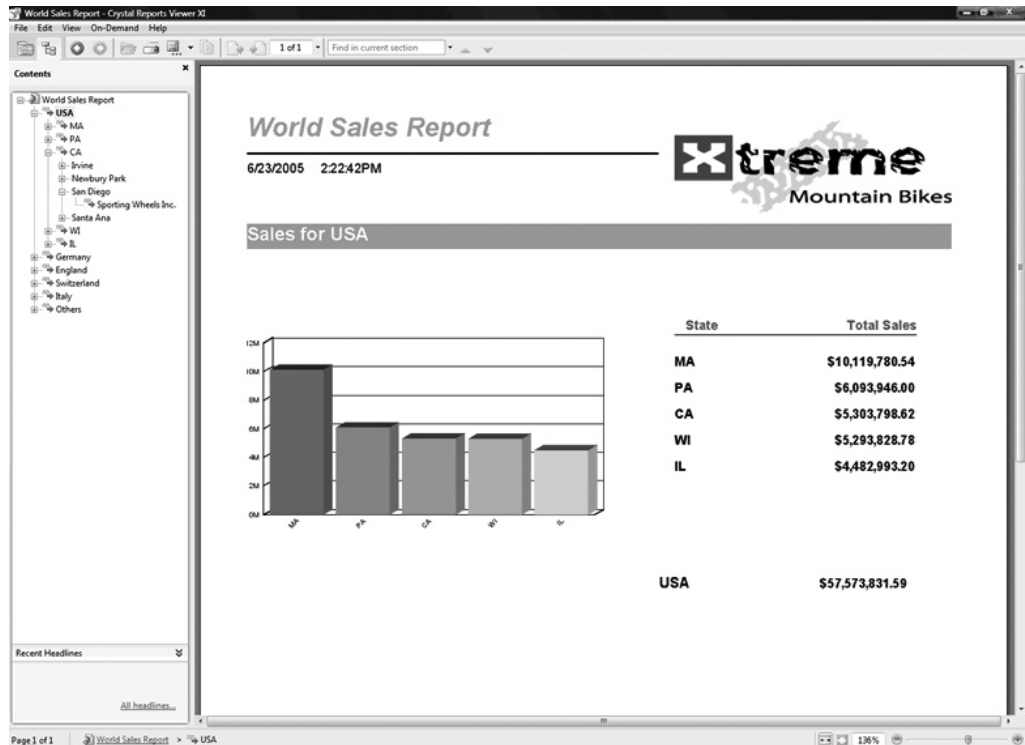 World Sales Report - Crystal Reports Viewer XI
File Edit View On-Demand Help
1 of 1
Find in current section
Contents
World Sales Report
USA
MA
PA
CA
Irvine
Newbury Park
San Diego
Sporting Wheels Inc.
Santa Ana
WI
IL
Germany
England
Switzerland
Italy
Others
Recent Headlines
All headlines...
World Sales Report
6/23/2005 2:22:42PM
Xtreme
Mountain Bikes
Sales for USA
12M
10M
8M
6M
4M
2M
0M
MA PA CA WI IL
State Total Sales
MA $10,119,780.54
PA $6,093,946.00
CA $5,303,798.62
WI $5,293,828.78
IL $4,482,993.20
USA $57,573,831.59
Page 1 of 1 World Sales Report > USA 136%